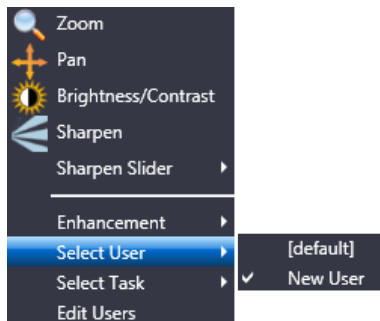 Zoom
Pan
Brightness/Contrast
Sharpen
Sharpen Slider
Enhancement
Select User
[default]
Select Task
New User
Edit Users